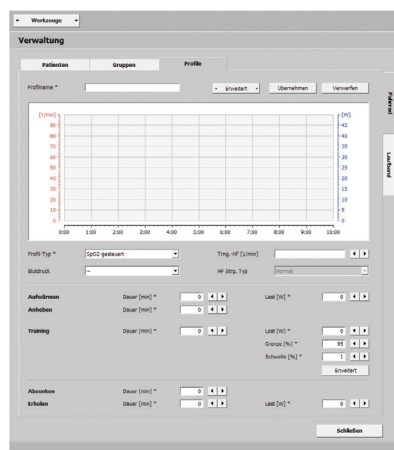 Werkzeuge
Verwaltung
Patienten Gruppen Profile
Profilname * Erweitert Übernehmen Verwerfen
Fahrrad
Laufband
[1/min] [W]
90 40
80 40
70 35
60 30
50 25
40 20
30 15
20 10
10 5
0 0
0:00 1:00 2:00 3:00 4:00 5:00 6:00 7:00 8:00 9:00 10:00
Profil-Typ * SpO2-gesteuert Trng.-HF [1/min]
Blutdruck -- HF Strg. Typ Normal
Aufwärmen Dauer [min] * 0 Last [W] * 0
Anheben Dauer [min] * 0
Training Dauer [min] * 0 Last [W] * 0
Grenze [%] * 95
Schwelle [%] * 1
Erweitert
Absenken Dauer [min] * 0
Erholen Dauer [min] * 0 Last [W] * 0
Schließen